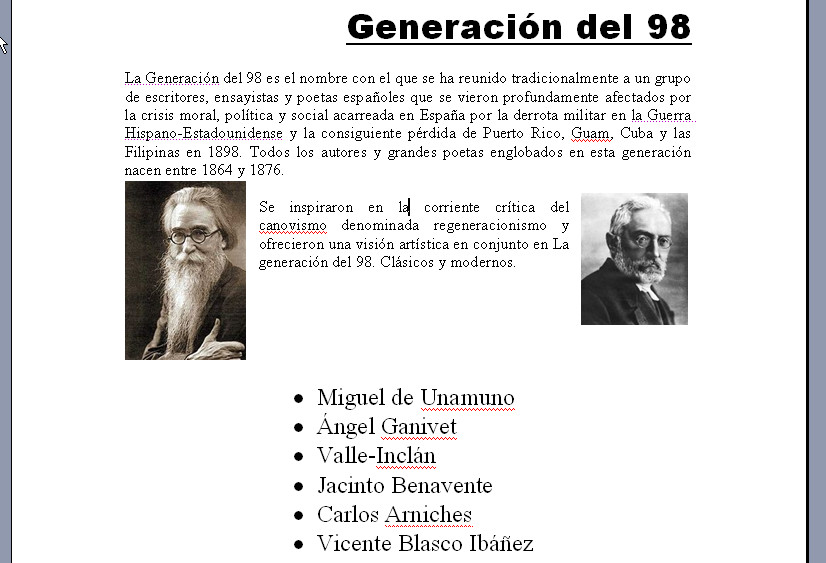 Generación del 98
La Generación del 98 es el nombre con el que se ha reunido tradicionalmente a un grupo
de escritores, ensayistas y poetas españoles que se vieron profundamente afectados por
la crisis moral, política y social acarreada en España por la derrota militar en la Guerra
Hispano-Estadounidense y la consiguiente pérdida de Puerto Rico, Guam, Cuba y las
Filipinas en 1898. Todos los autores y grandes poetas englobados en esta generación
nacen entre 1864 y 1876.
Se inspiraron en la corriente crítica del
canovismo denominada regeneracionismo y
ofrecieron una visión artística en conjunto en La
generación del 98. Clásicos y modernos.
• Miguel de Unamuno
• Ángel Ganivet
• Valle-Inclán
• Jacinto Benavente
• Carlos Arniches
• Vicente Blasco Ibáñez